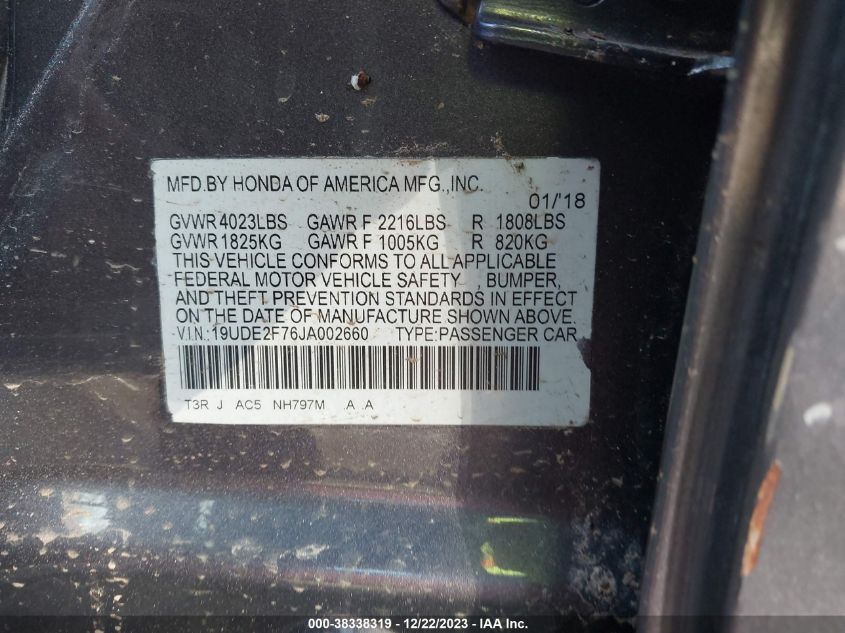 MFD.BY HONDA OF AMERICA MFG.,INC.
01/'18
GVWR 4023LBS GAWR F 2216LBS R 1808LBS
GVWR 1825KG GAWR F 1005KG R 820KG
THIS VEHICLE CONFORMS TO ALL APPLICABLE
FEDERAL MOTOR VEHICLE SAFETY , BUMPER,
AND THEFT PREVENTION STANDARDS IN EFFECT
ON THE DATE OF MANUFACTURE SHOWN ABOVE.
V.I.N.:19UDE2F76JA002660 TYPE:PASSENGER CAR
T3R J AC5 NH797M .A .A
000-38338319 - 12/22/2023 - IAA Inc.